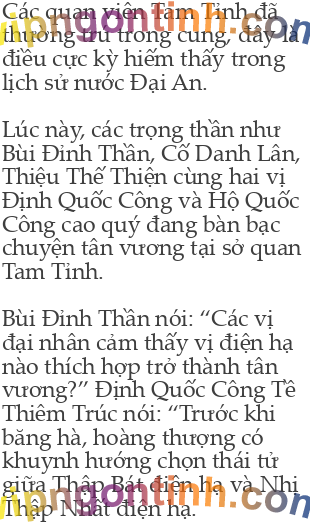 Các quan viên Tam Tỉnh đã
thường trú trong cung, đây là
điều cực kỳ hiếm thấy trong
lịch sử nước Đại An.
Lúc này, các trọng thần như
Bùi Đỉnh Thần, Cố Danh Lân,
Thiệu Thế Thiện cùng hai vị
Định Quốc Công và Hộ Quốc
Công cao quý đang bàn bạc
chuyện tân vương tại sở quan
Tam Tỉnh.
Bùi Đỉnh Thần nói: “Các vị
đại nhân cảm thấy vị điện hạ
nào thích hợp trở thành tân
vương?” Định Quốc Công Tề
Thiêm Trúc nói: “Trước khi
băng hà, hoàng thượng có
khuynh hướng chọn thái tử
giữa Thập Bát điện hạ và Nhị
Thập Nhất điện hạ.
vipngontinh.com
vipngontinh.com